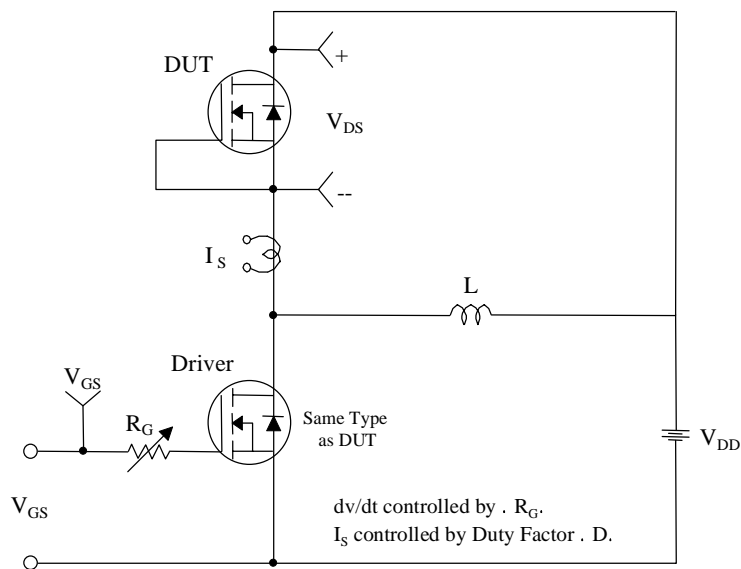 +
DUT
VDS
--
IS
L
Driver
VGS
RG
Same Type
as DUT
VDD
VGS
dv/dt controlled by . RG.
IS controlled by Duty Factor . D.